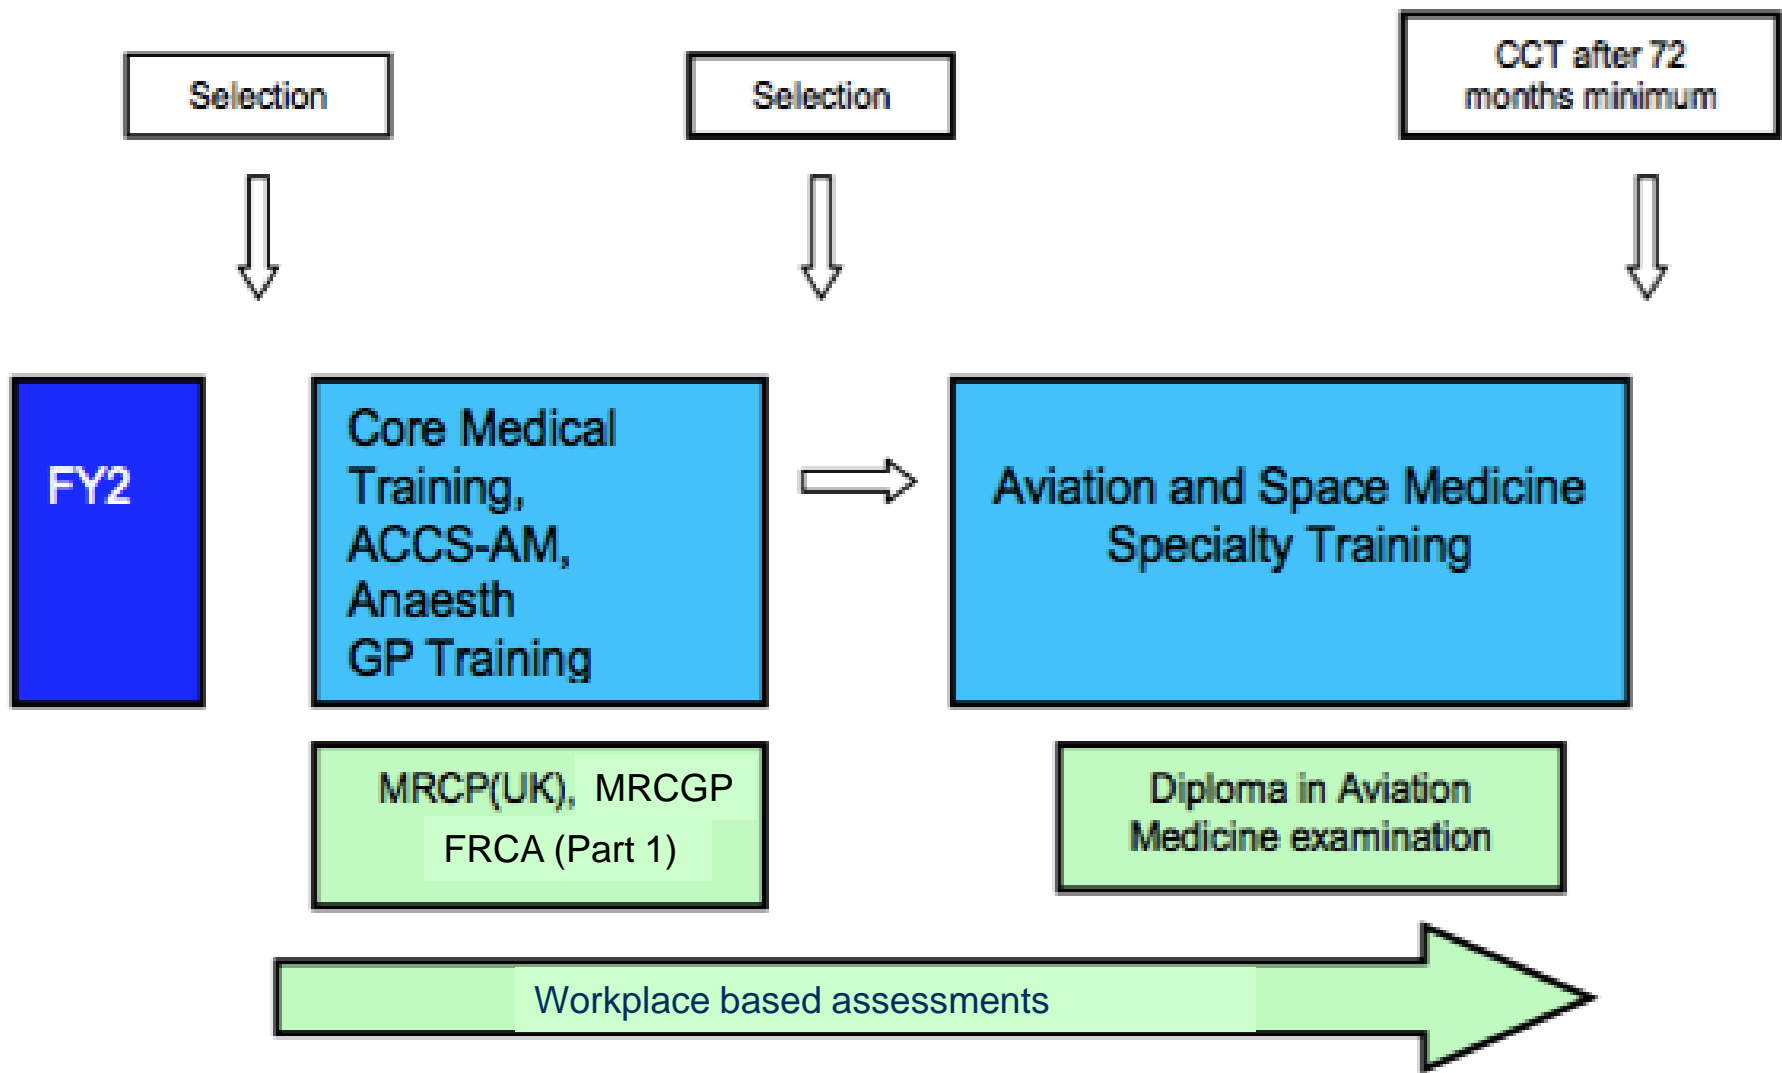 Selection
Selection
CCT after 72
months minimum
FY2
Core Medical
Training,
ACCS-AM,
Anaesth
GP Training
Aviation and Space Medicine
Specialty Training
MRCP(UK), MRCGP
FRCA (Part 1)
Diploma in Aviation
Medicine examination
Workplace based assessments